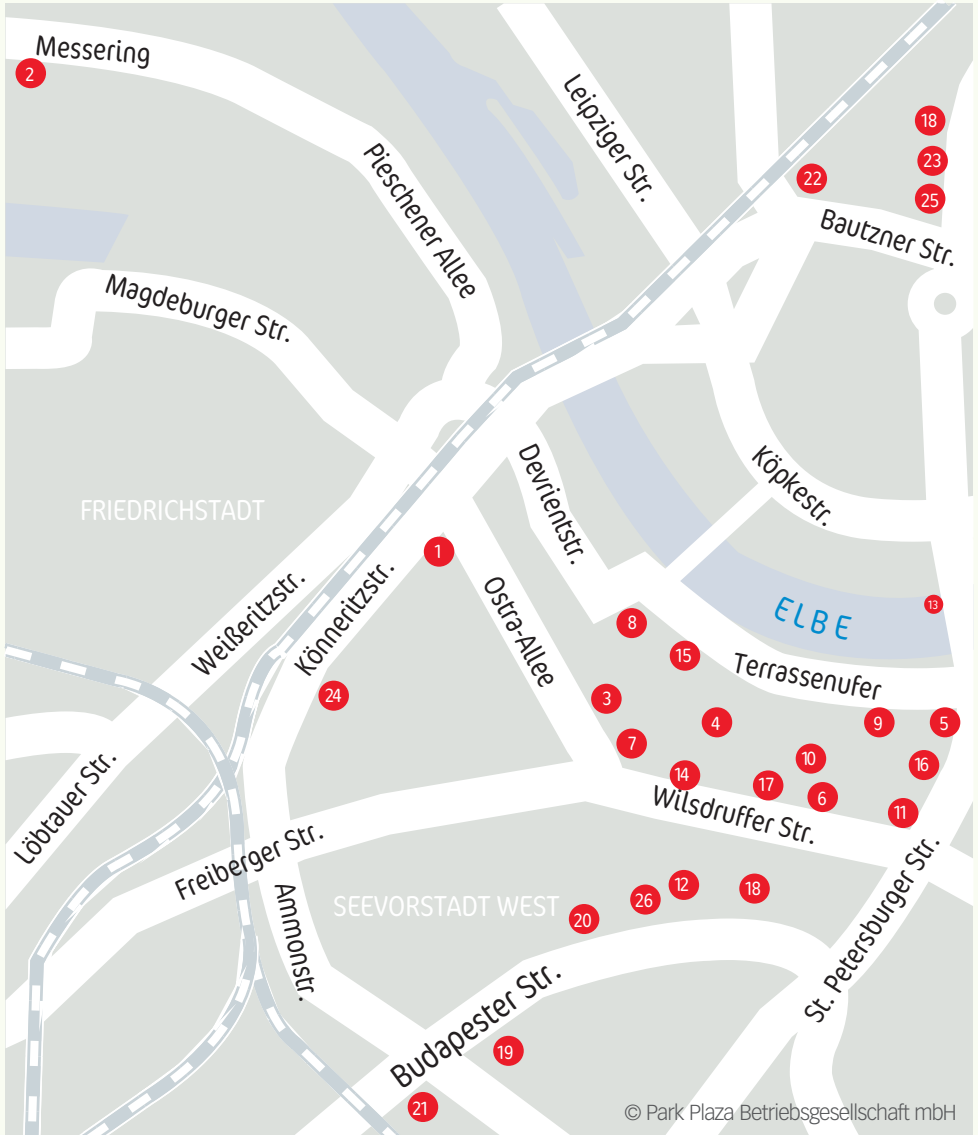 Messering
2
Pieschener Allee
Leipziger Str.
18
23
22
25
Bautzner Str.
Magdeburger Str.
FRIEDRICHSTADT
Devrientstr.
Köpkestr.
1
Weißeritzstr.
Könneritzstr.
Ostra-Allee
ELBE
13
8
15
Terrassenufer
24
3
4
9
5
7
10
16
14
17
6
11
Löbtauer Str.
Wilsdruffer Str.
Freiberger Str.
Ammonstr.
SEEVORSTADT WEST
12
18
26
20
St. Petersburger Str.
Budapester Str.
19
21
© Park Plaza Betriebsgesellschaft mbH